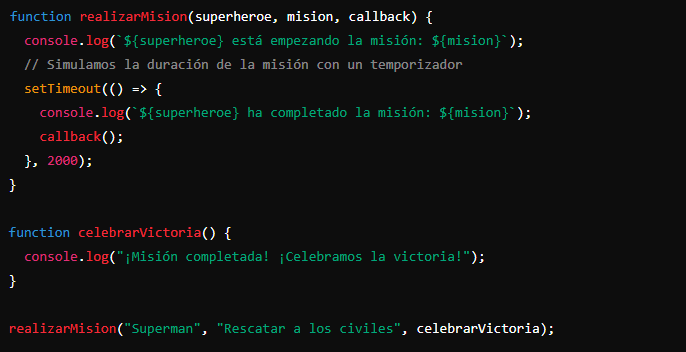 function realizarMision(superheroe, mision, callback) {
  console.log(`${superheroe} está empezando la misión: ${mision}`);
  // Simulamos la duración de la misión con un temporizador
  setTimeout(() => {
    console.log(`${superheroe} ha completado la misión: ${mision}`);
    callback();
  }, 2000);
}

function celebrarVictoria() {
  console.log("¡Misión completada! ¡Celebramos la victoria!");
}

realizarMision("Superman", "Rescatar a los civiles", celebrarVictoria);